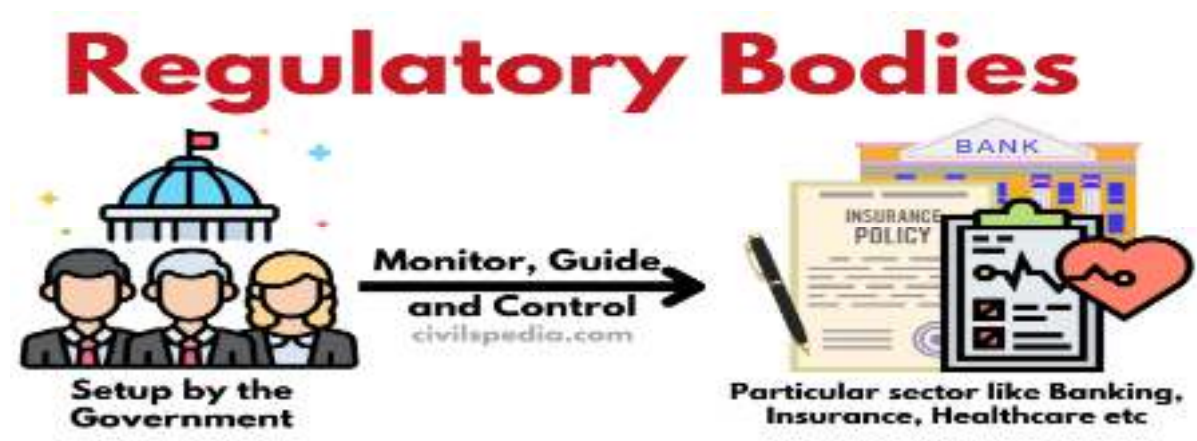 Regulatory Bodies
BANK
INSURANCE
POLICY
Monitor, Guide
and Control
civilspedia.com
Setup by the
Government
Particular sector like Banking,
Insurance, Healthcare etc